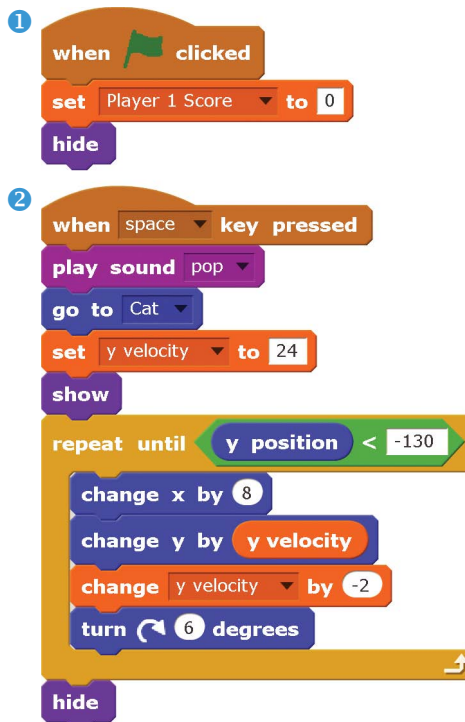 1
when clicked
set Player 1 Score to 0
hide
2
when space key pressed
play sound pop
go to Cat
set y velocity to 24
show
repeat until y position < -130
change x by 8
change y by y velocity
change y velocity by -2
turn 6 degrees
hide